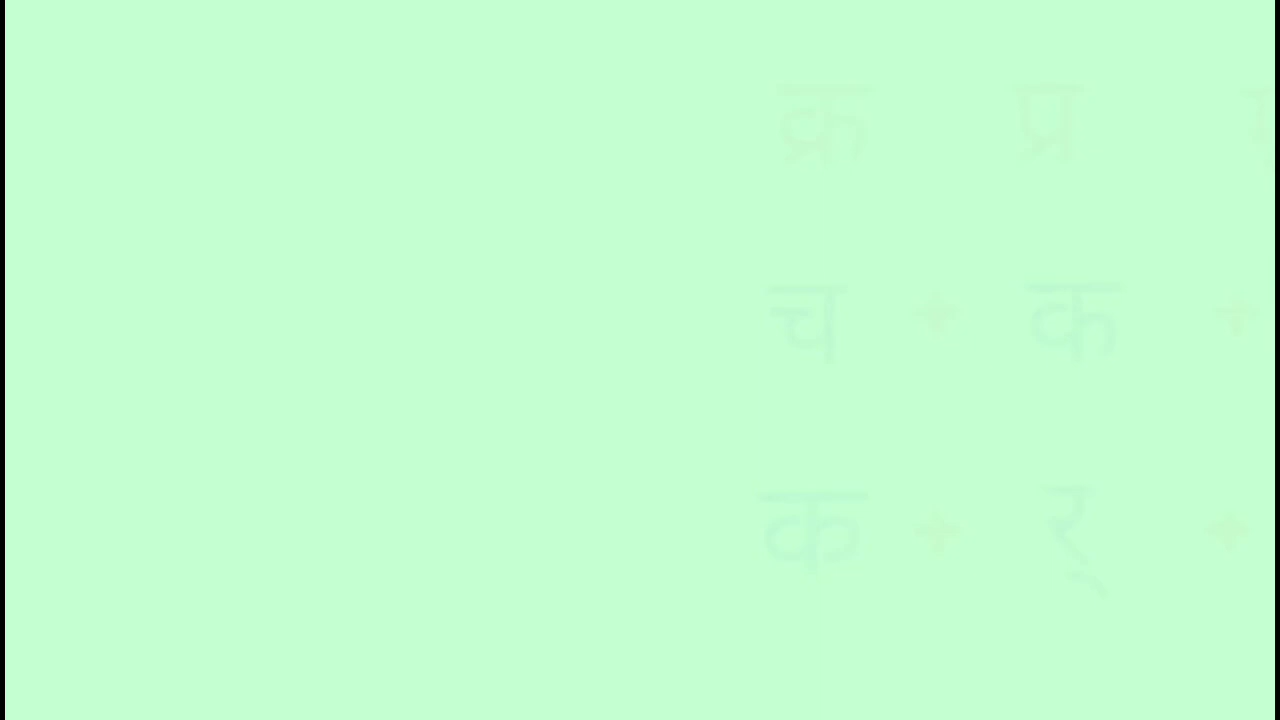 क्र प्र
च + क +
क + र् +